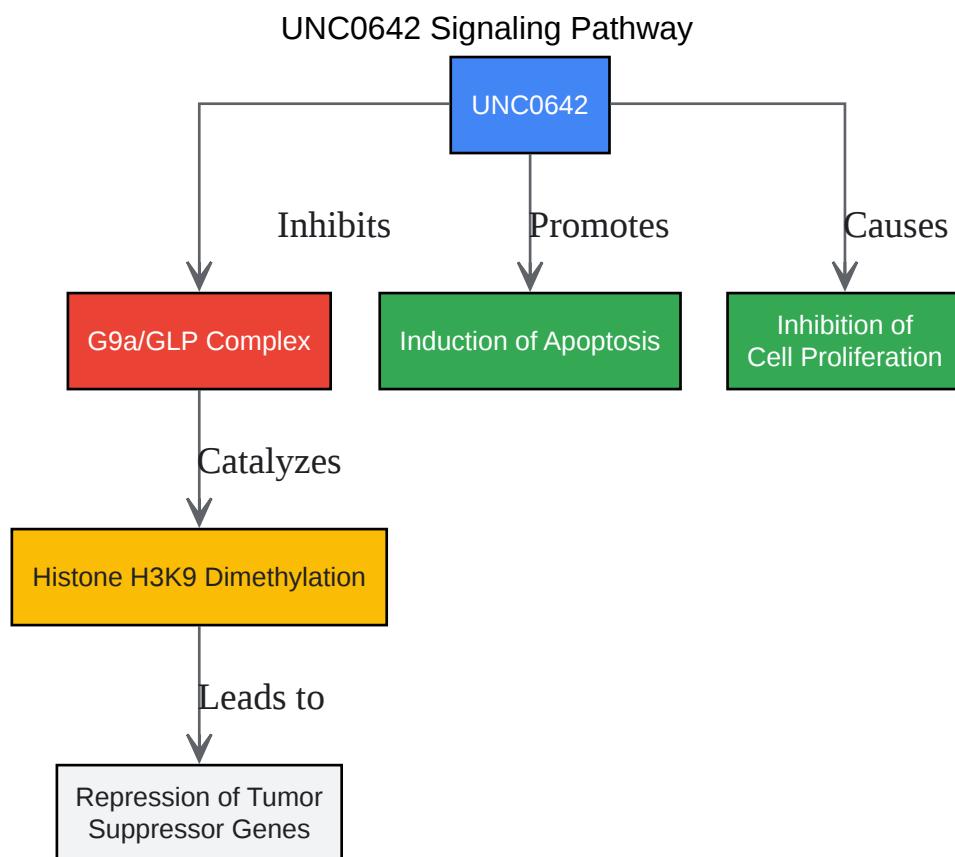 UNC0642 Signaling Pathway
UNC0642
Inhibits
Promotes
Causes
G9a/GLP Complex
Induction of Apoptosis
Inhibition of
Cell Proliferation
Catalyzes
Histone H3K9 Dimethylation
Leads to
Repression of Tumor
Suppressor Genes